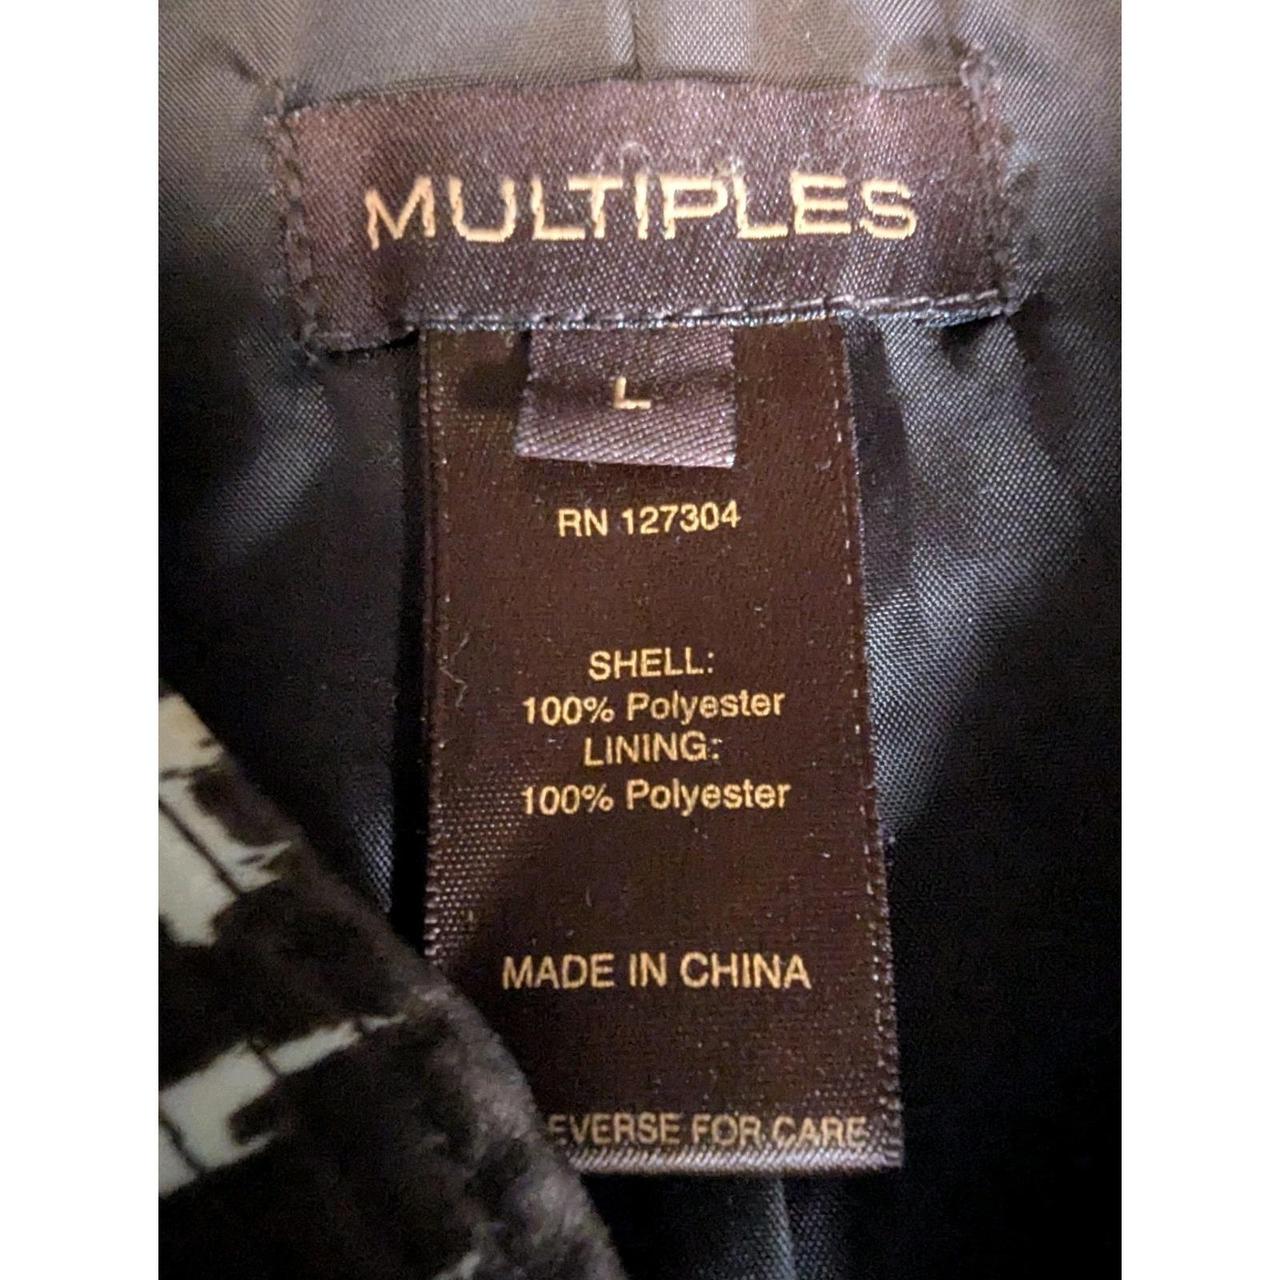 MULTIPLES
L
RN 127304
SHELL:
100% Polyester
LINING:
100% Polyester
MADE IN CHINA
EVERSE FOR CARE